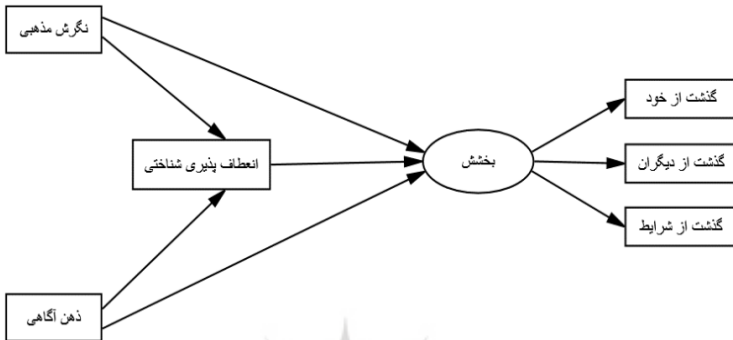 نگرش مذهبی
انعطاف پذیری شناختی
ذهن آگاهی
بخشش
گذشت از خود
گذشت از دیگران
گذشت از شرایط